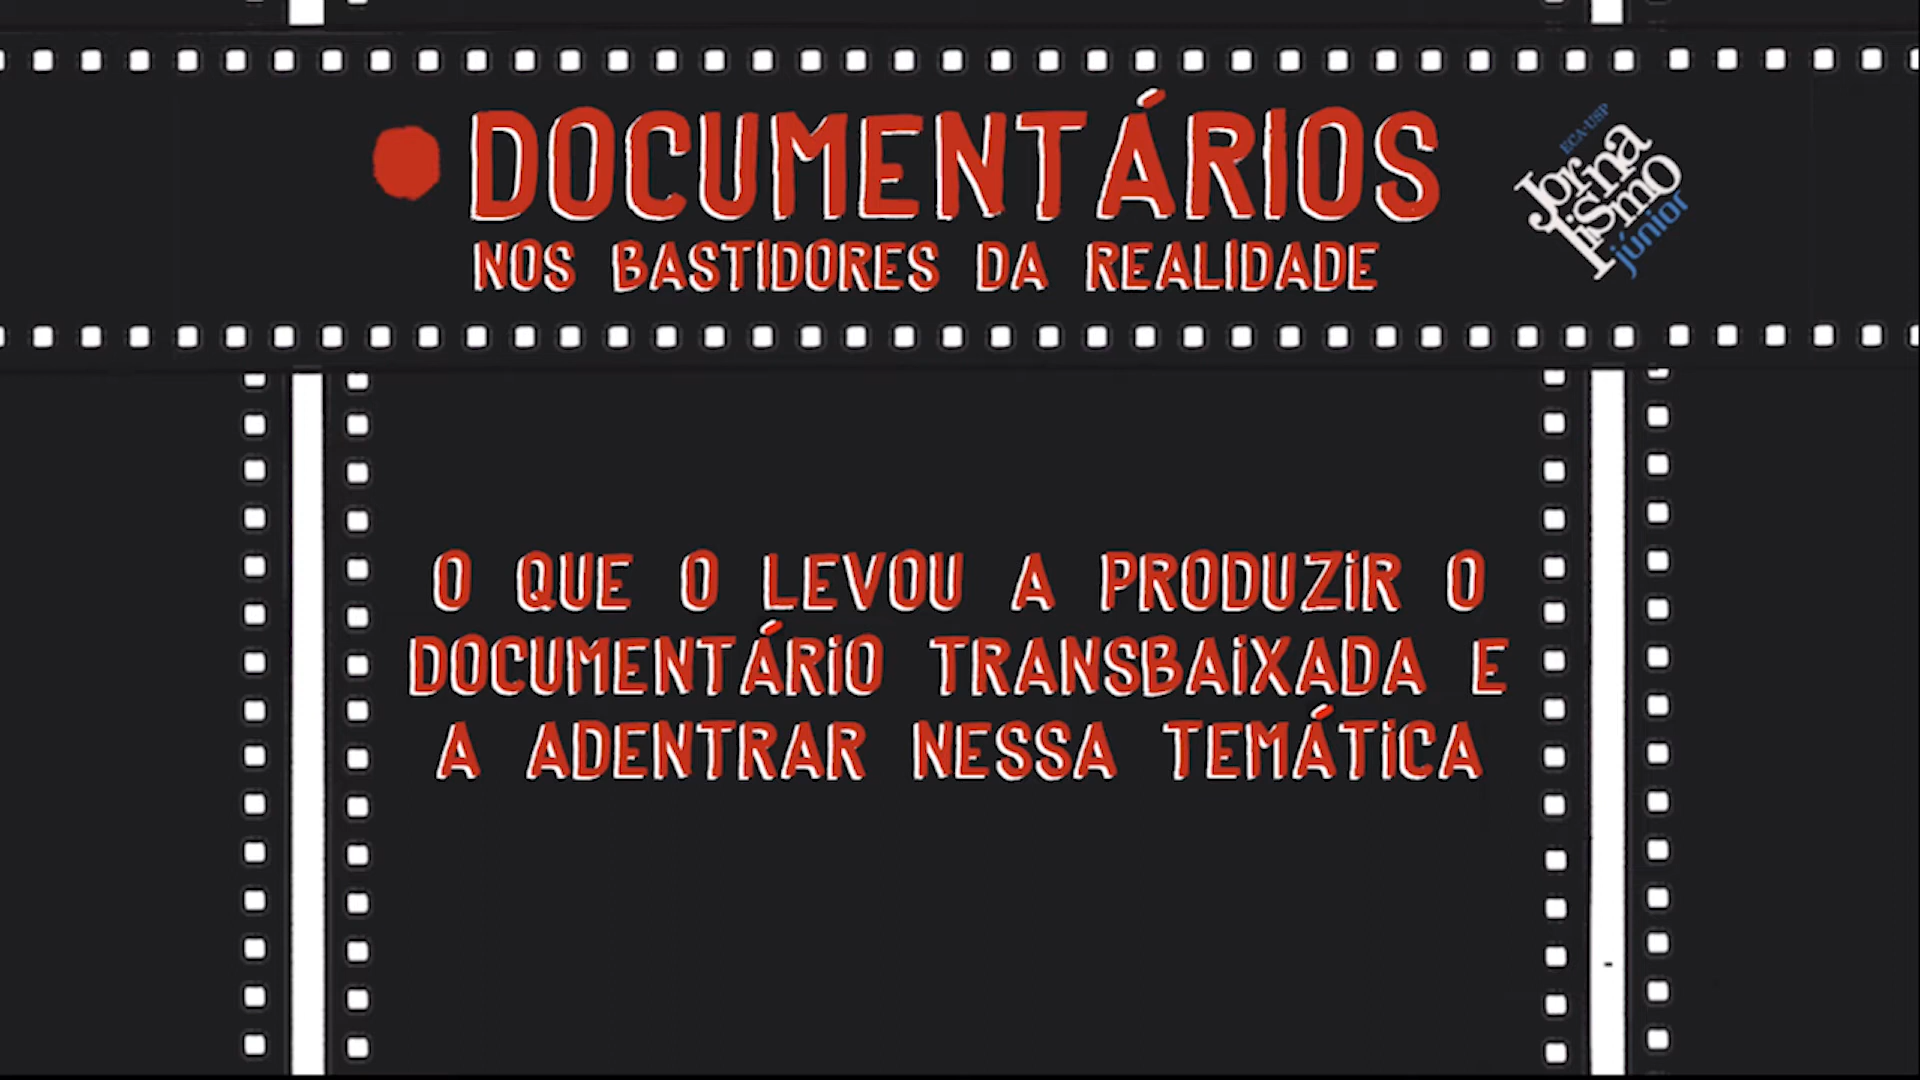 DOCUMENTÁRIOS
NOS BASTIDORES DA REALIDADE
ECA-USP
Jornalismo
júnior
O QUE O LEVOU A PRODUZIR O
DOCUMENTÁRIO TRANSBAIXADA E
A ADENTRAR NESSA TEMÁTICA